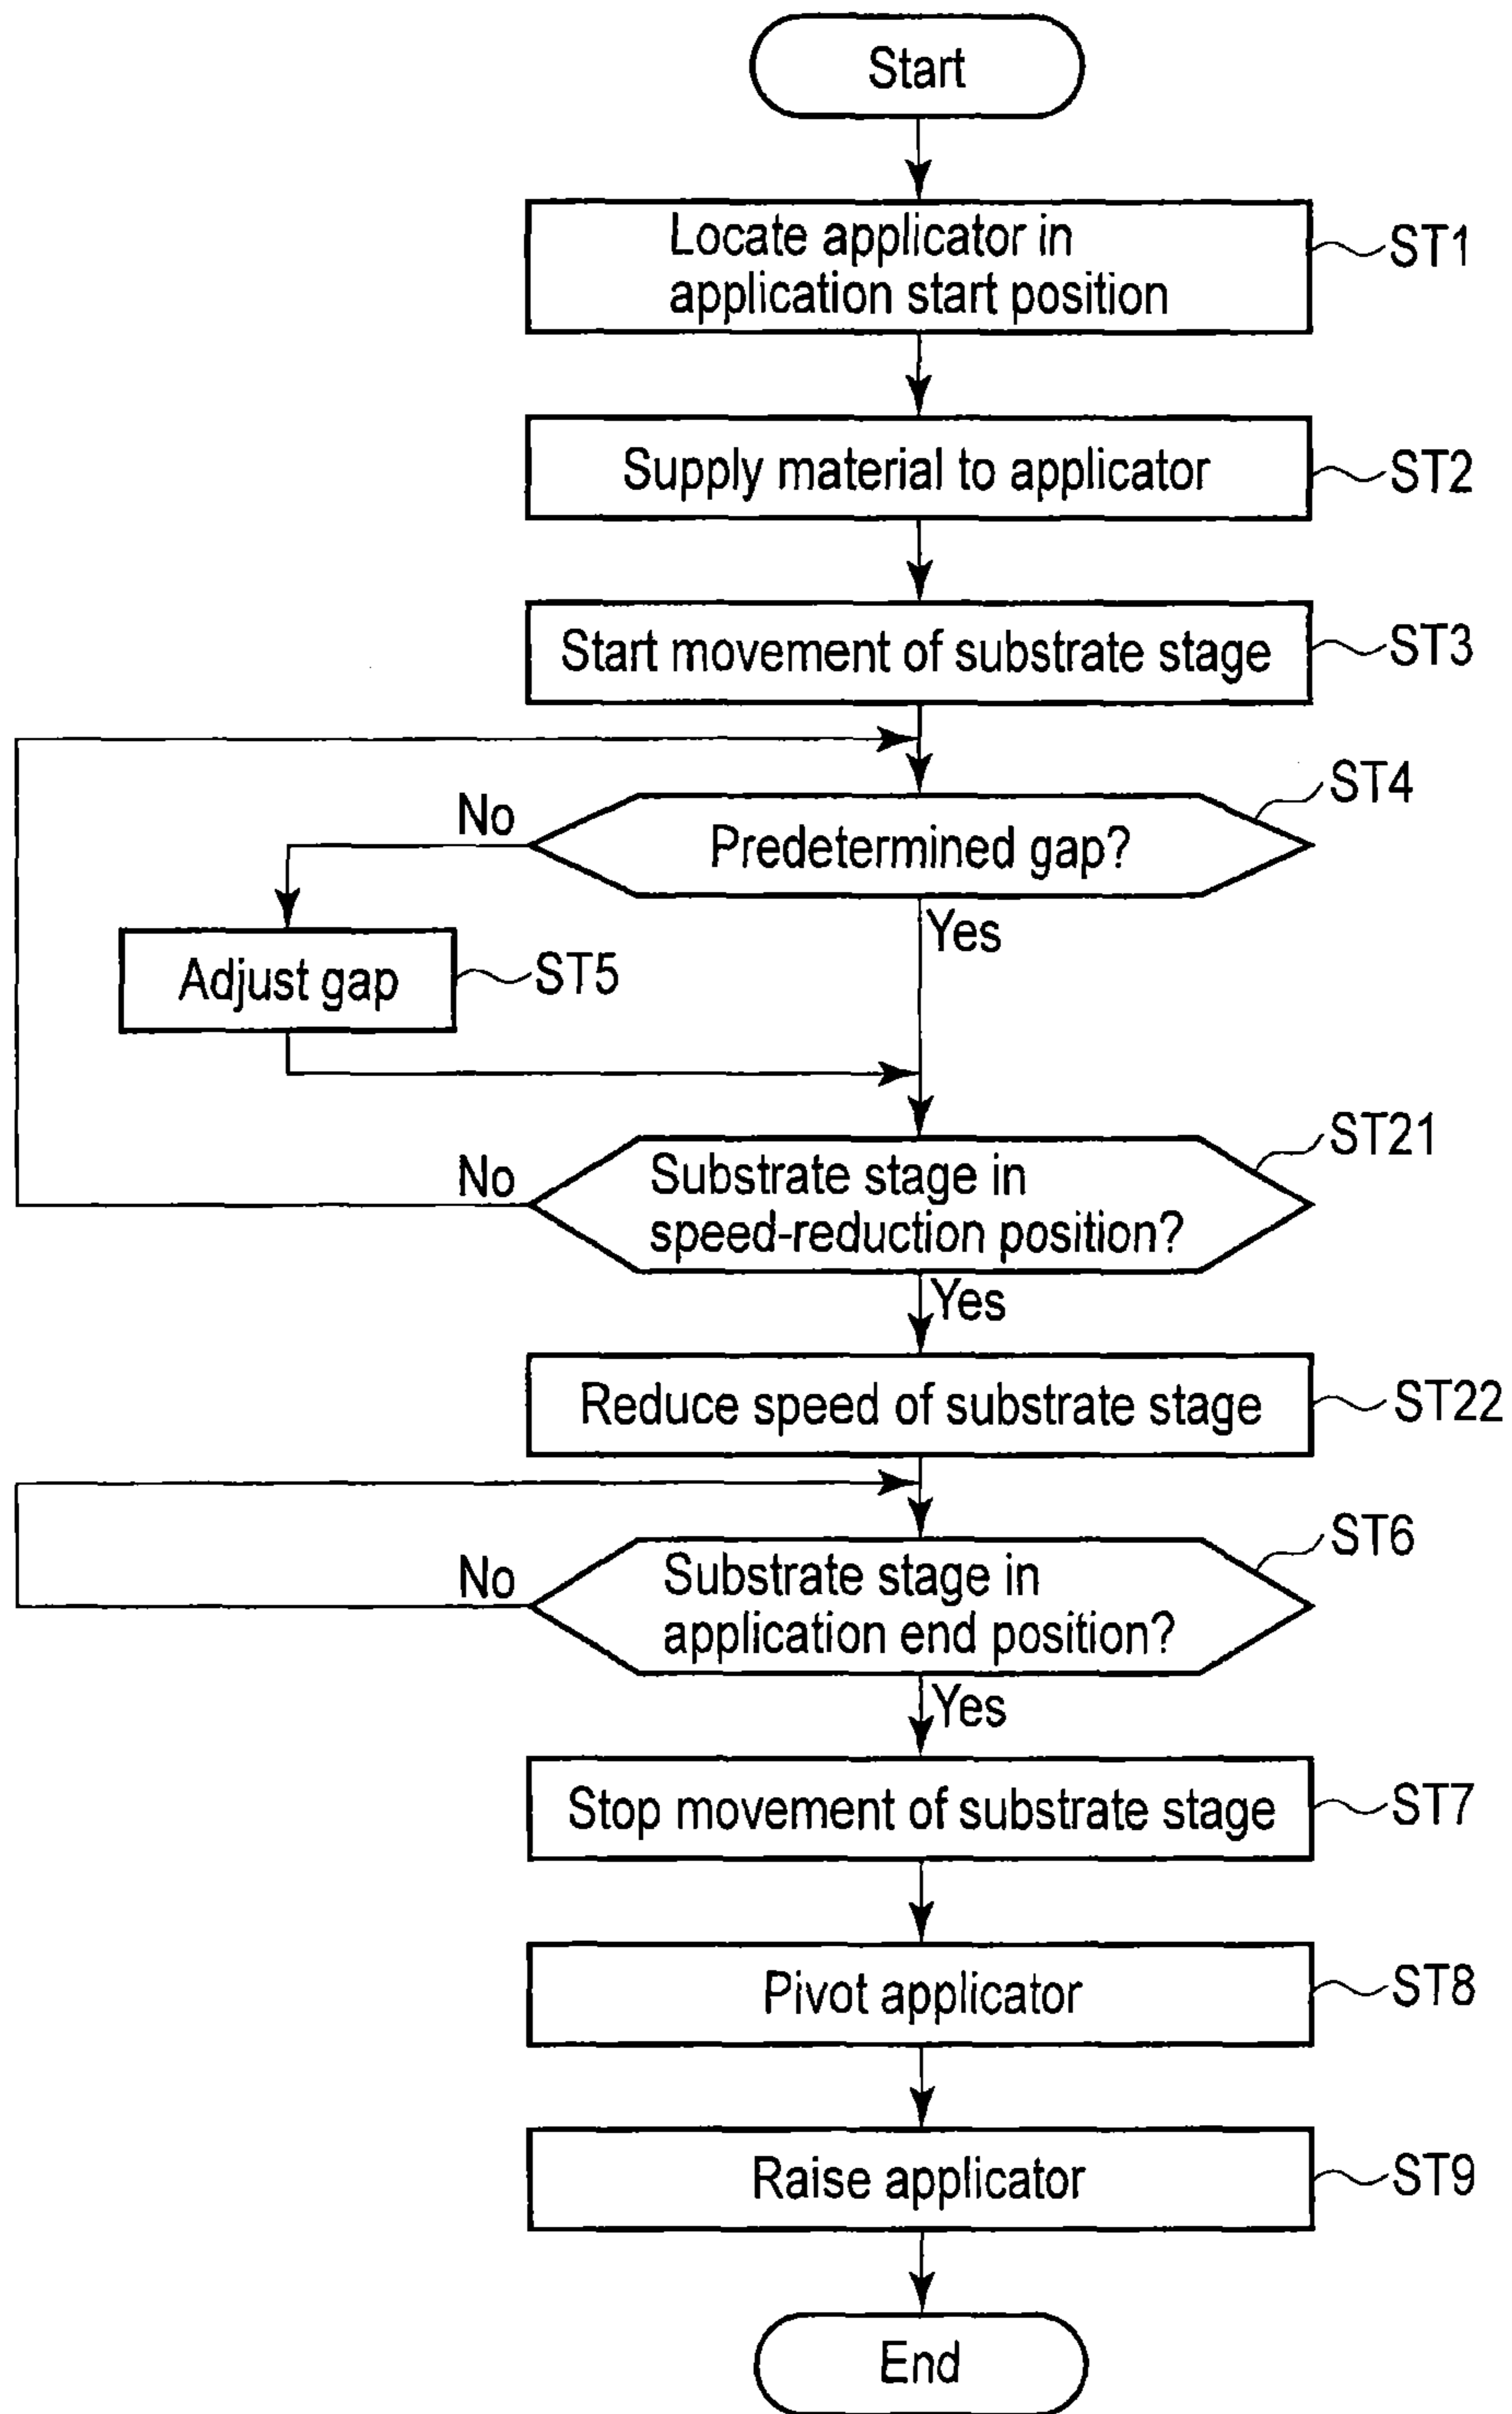 Start
Locate applicator in
application start position
ST1
Supply material to applicator
ST2
Start movement of substrate stage
ST3
ST4
No
Predetermined gap?
Yes
Adjust gap
ST5
ST21
No
Substrate stage in
speed-reduction position?
Yes
Reduce speed of substrate stage
ST22
ST6
No
Substrate stage in
application end position?
Yes
Stop movement of substrate stage
ST7
Pivot applicator
ST8
Raise applicator
ST9
End